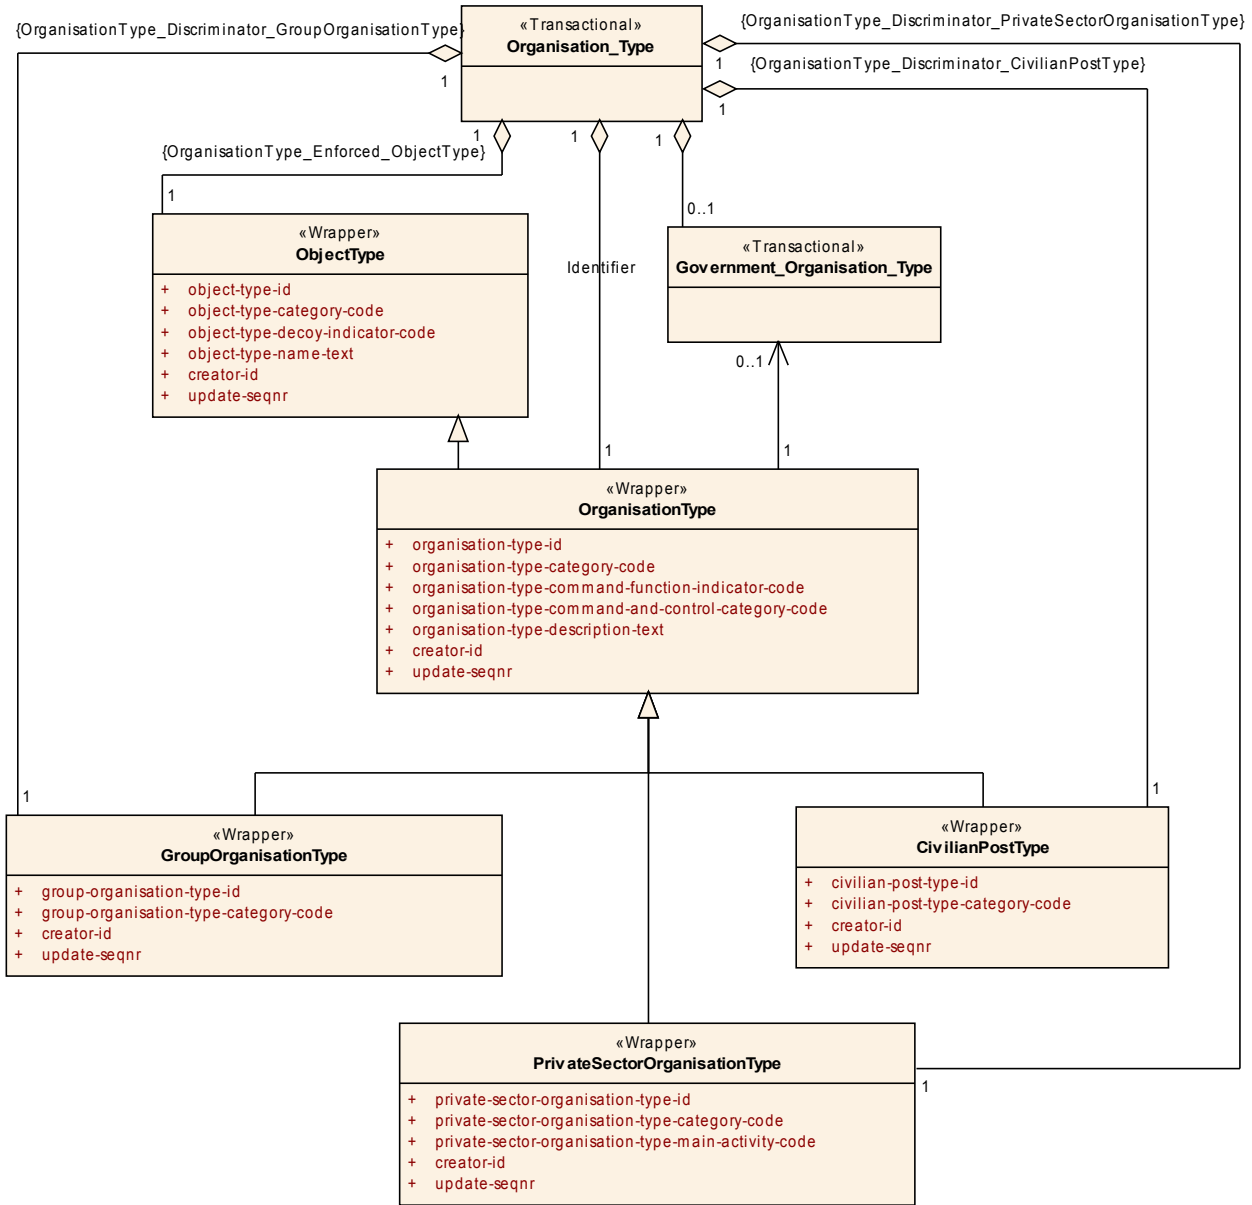 {OrganisationType_Discriminator_GroupOrganisationType}
1
«Transactional»
Organisation_Type
{OrganisationType_Discriminator_PrivateSectorOrganisationType}
1
{OrganisationType_Discriminator_CivilianPostType}
1
1
1
1
{OrganisationType_Enforced_ObjectType}
1
0..1
«Wrapper»
ObjectType
+ object-type-id
+ object-type-category-code
+ object-type-decoy-indicator-code
+ object-type-name-text
+ creator-id
+ update-seqnr
Identifier
«Transactional»
Government_Organisation_Type
0..1
1
1
«Wrapper»
OrganisationType
+ organisation-type-id
+ organisation-type-category-code
+ organisation-type-command-function-indicator-code
+ organisation-type-command-and-control-category-code
+ organisation-type-description-text
+ creator-id
+ update-seqnr
1
1
«Wrapper»
GroupOrganisationType
+ group-organisation-type-id
+ group-organisation-type-category-code
+ creator-id
+ update-seqnr
«Wrapper»
CivilianPostType
+ civilian-post-type-id
+ civilian-post-type-category-code
+ creator-id
+ update-seqnr
«Wrapper»
PrivateSectorOrganisationType
1
+ private-sector-organisation-type-id
+ private-sector-organisation-type-category-code
+ private-sector-organisation-type-main-activity-code
+ creator-id
+ update-seqnr